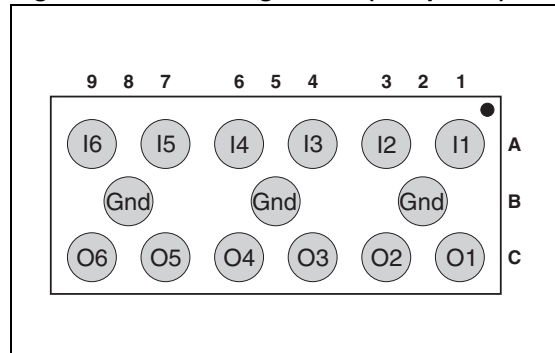 9 8 7 6 5 4 3 2 1
I6 I5 I4 I3 I2 I1 A
Gnd Gnd Gnd B
O6 O5 O4 O3 O2 O1 C